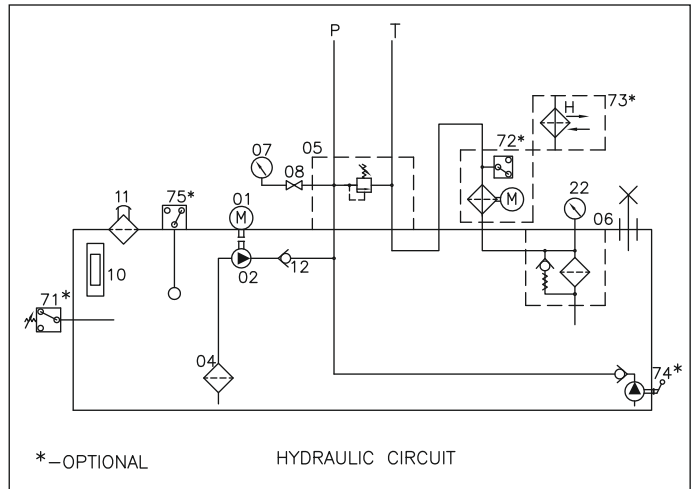 P T
H 73*
72*
05
07
08
M
22
11
75*
01
M
06
02
12
10
71*
04
74*
*-OPTIONAL
HYDRAULIC CIRCUIT